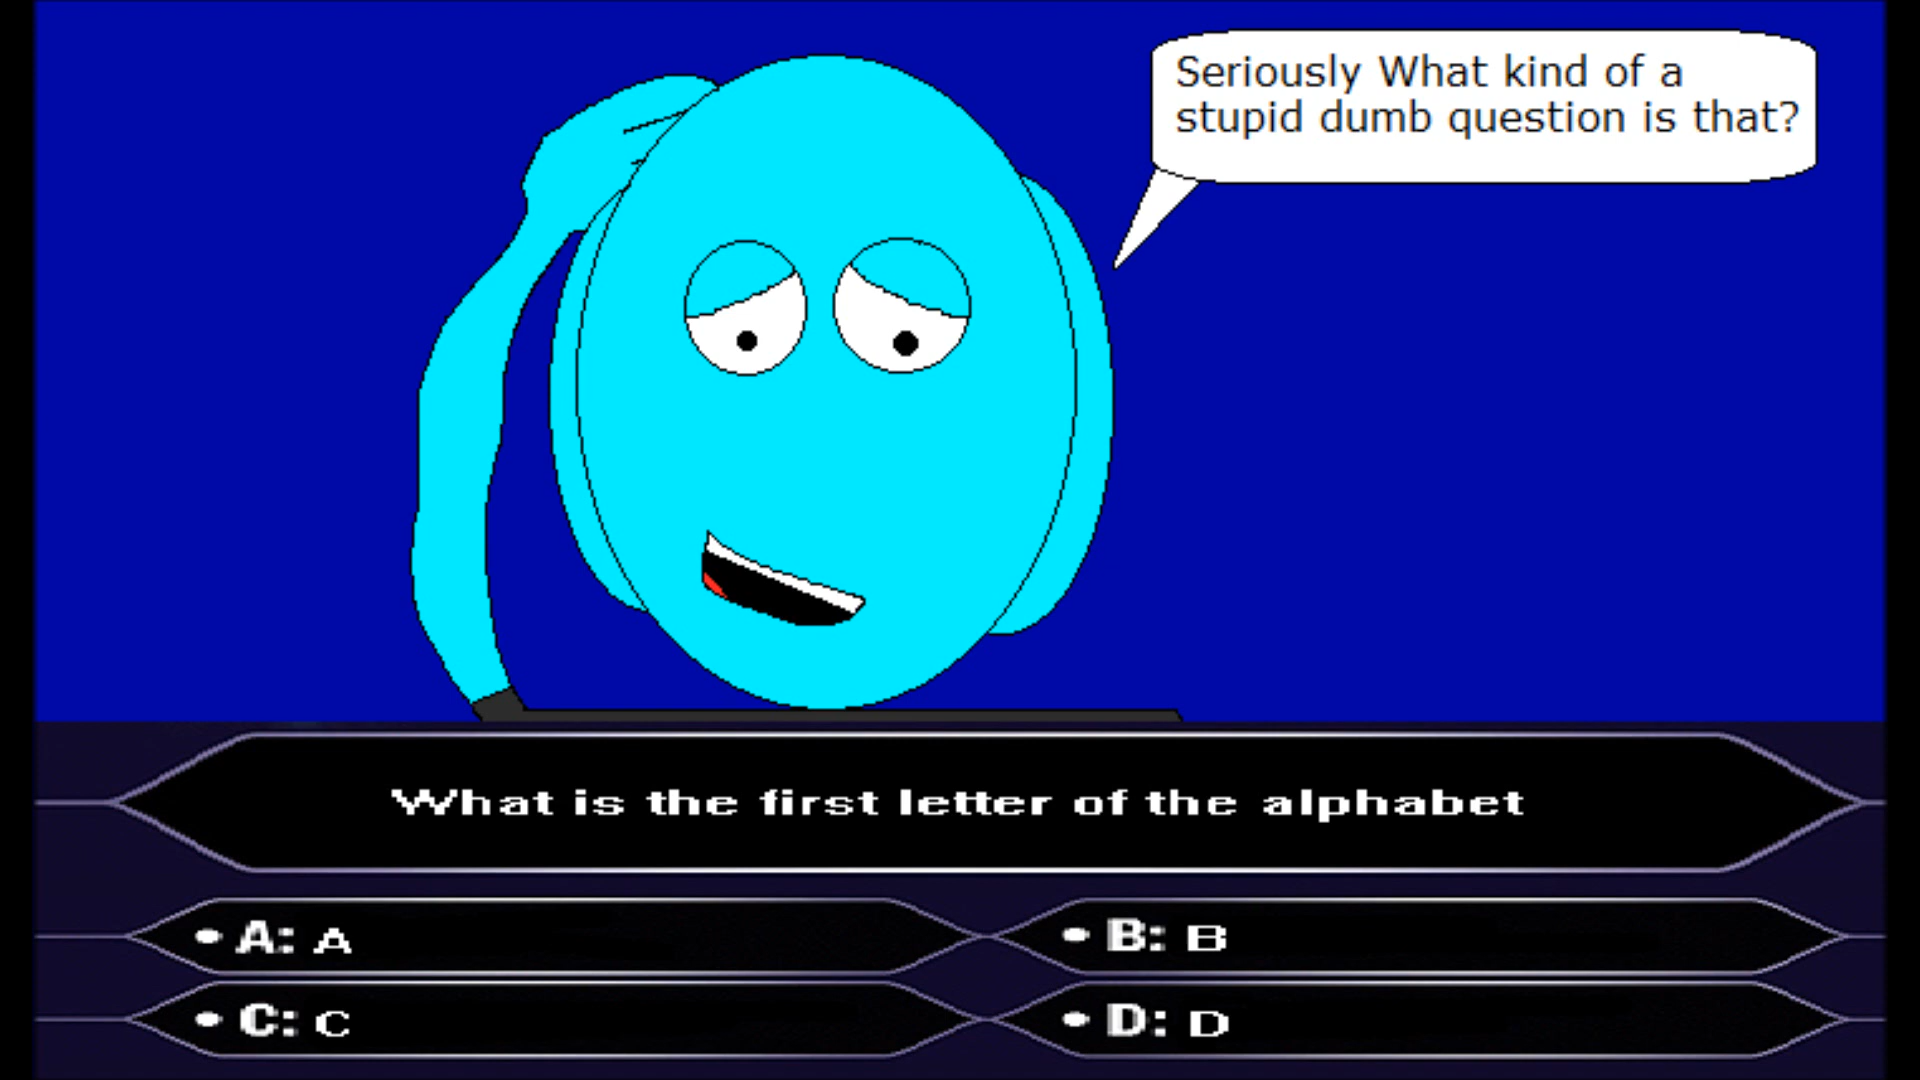 Seriously What kind of a
stupid dumb question is that?
What is the first letter of the alphabet
A: A
B: B
C: C
D: D